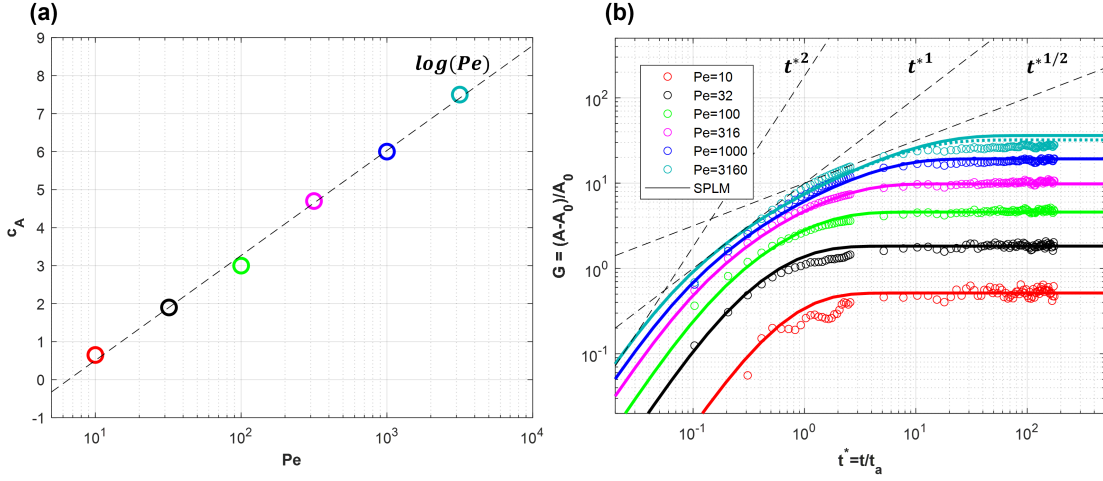 (a)
9
8
7
6
5
4
3
2
1
0
-1
c_A
log(Pe)
10^1
10^2
10^3
10^4
Pe
(b)
t*2
t*1
t*1/2
Pe=10
Pe=32
Pe=100
Pe=316
Pe=1000
Pe=3160
SPLM
10^2
10^1
10^0
10^-1
G = (A-A_0)/A_0
10^-1
10^0
10^1
10^2
t^*=t/t_a